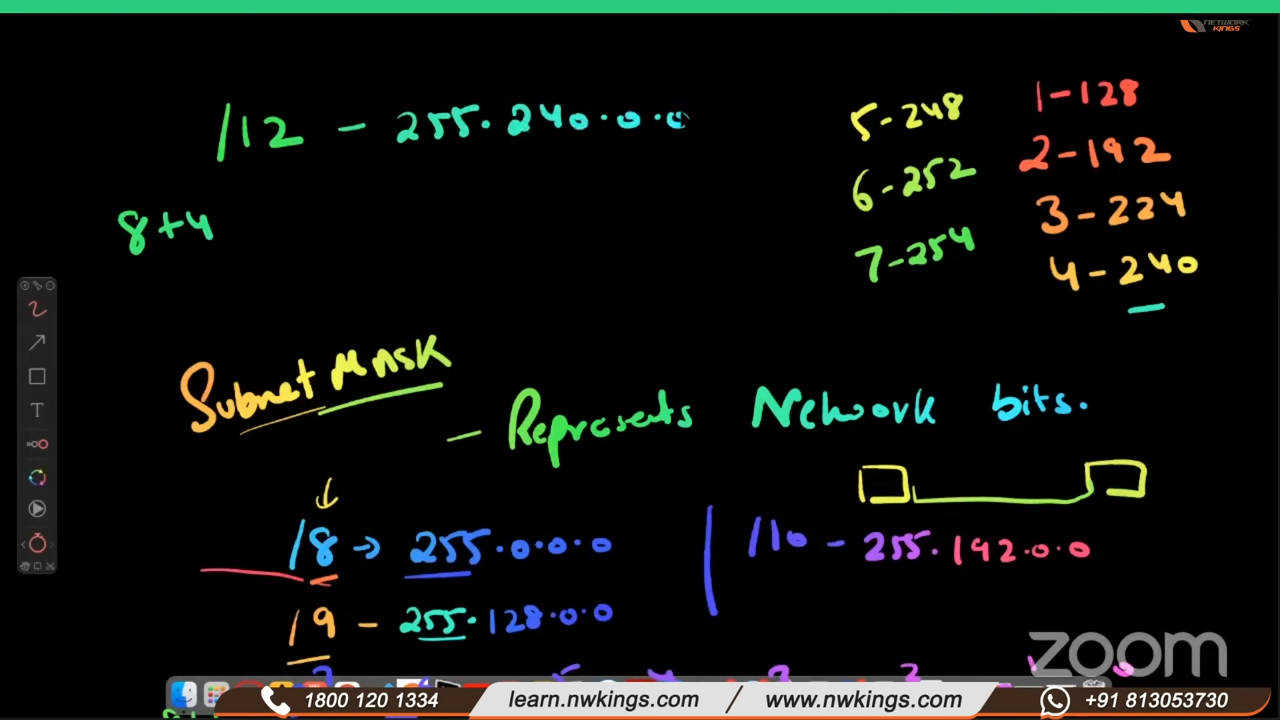 NETWORK KINGS
/12 - 255.240.0.0
8+4
5-248
6-252
7-254
1-128
2-192
3-224
4-240
Subnet Mask
- Represents Network bits.
/8 → 255.0.0.0
/9 - 255.128.0.0
/10 - 255.192.0.0
T
zoom
1800 120 1334
learn.nwkings.com / www.nwkings.com
+91 813053730